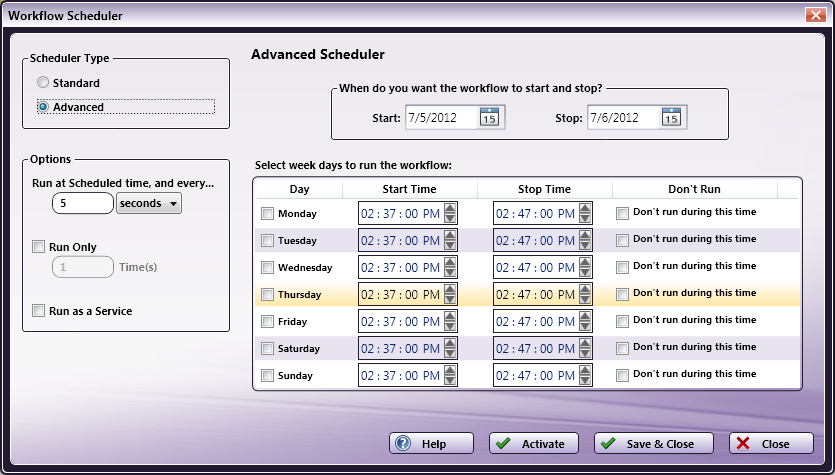 Workflow Scheduler
Scheduler Type
Standard
Advanced
Options
Run at Scheduled time, and every...
5 seconds
Run Only
1 Time(s)
Run as a Service
Advanced Scheduler
When do you want the workflow to start and stop?
Start: 7/5/2012 15 Stop: 7/6/2012 15
Select week days to run the workflow:
Day Start Time Stop Time Don't Run
Monday 02 : 37 : 00 PM 02 : 47 : 00 PM Don't run during this time
Tuesday 02 : 37 : 00 PM 02 : 47 : 00 PM Don't run during this time
Wednesday 02 : 37 : 00 PM 02 : 47 : 00 PM Don't run during this time
Thursday 02 : 37 : 00 PM 02 : 47 : 00 PM Don't run during this time
Friday 02 : 37 : 00 PM 02 : 47 : 00 PM Don't run during this time
Saturday 02 : 37 : 00 PM 02 : 47 : 00 PM Don't run during this time
Sunday 02 : 37 : 00 PM 02 : 47 : 00 PM Don't run during this time
? Help Activate Save & Close Close